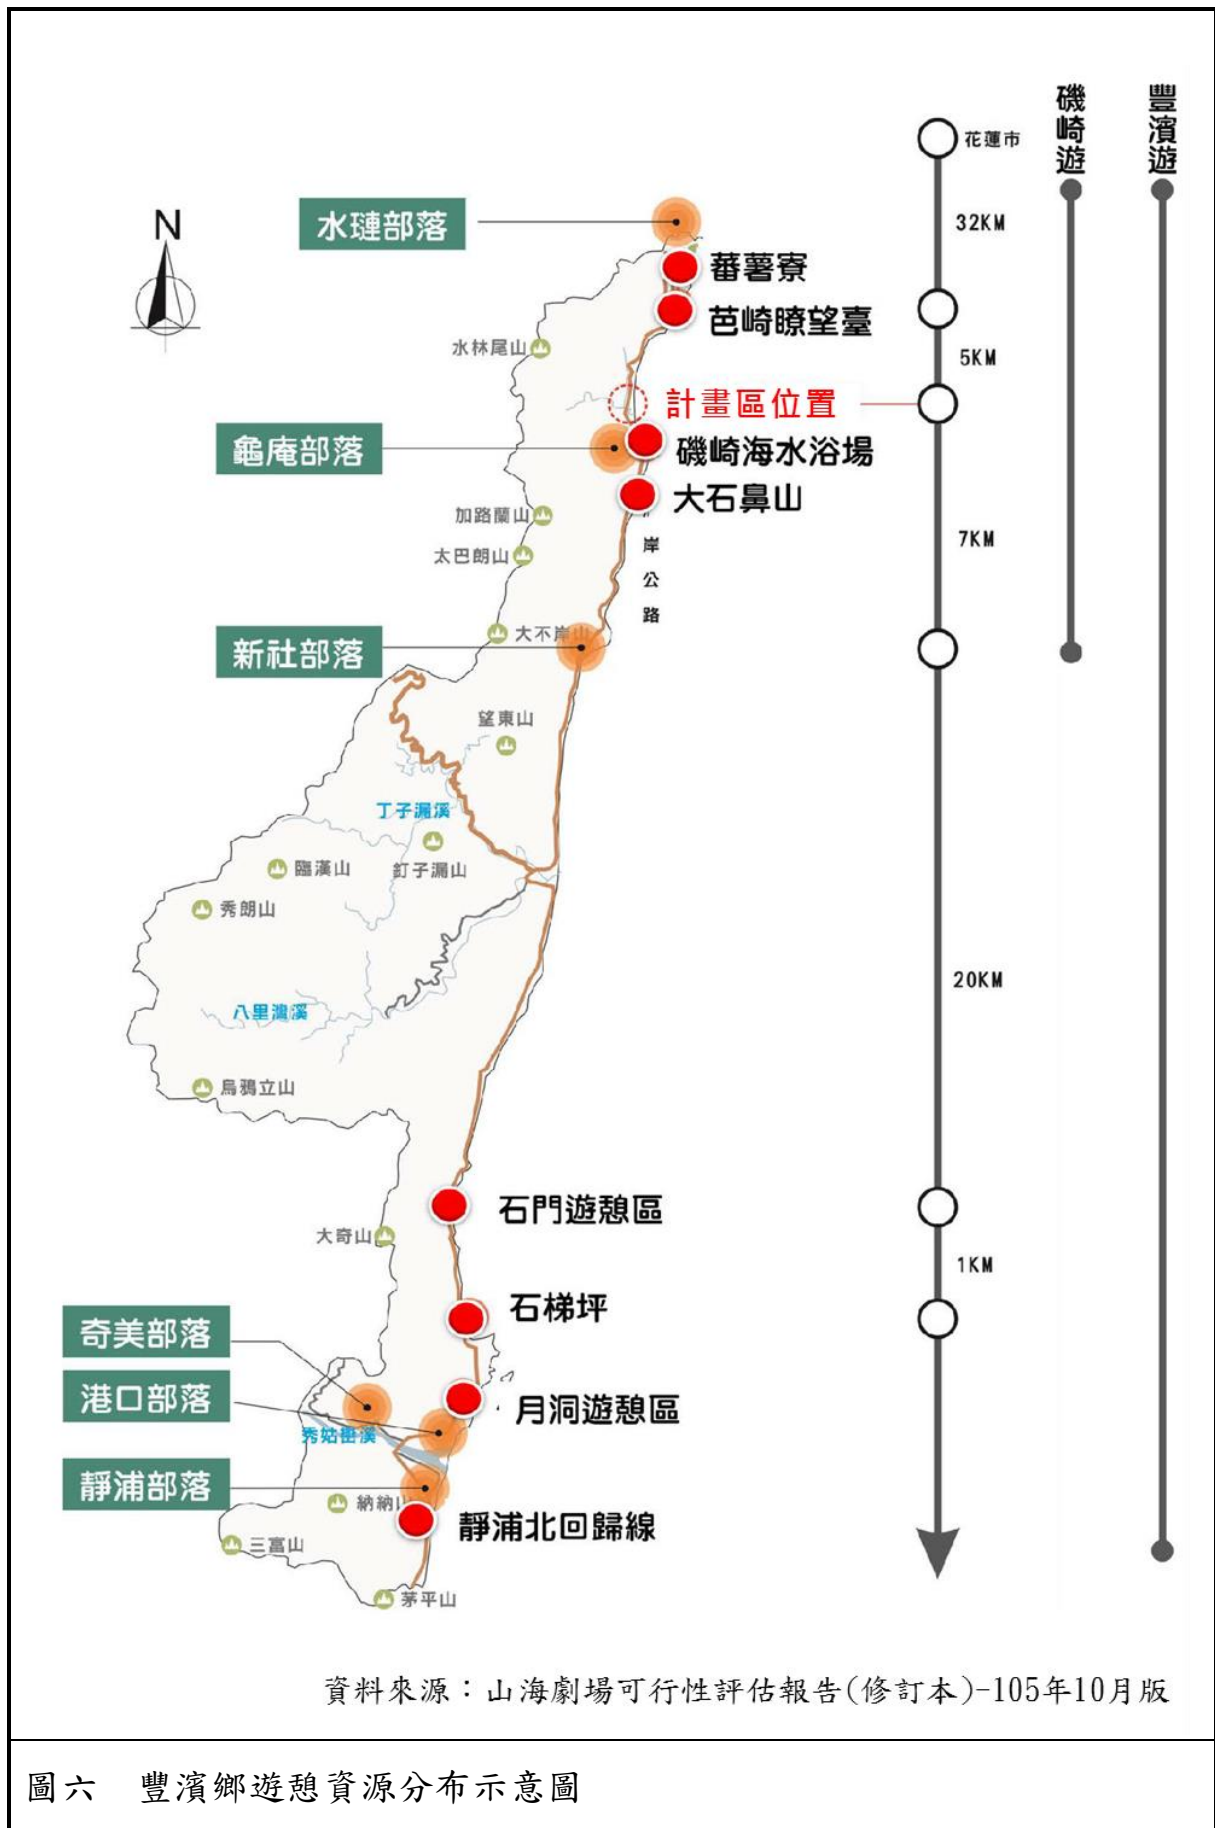 磯崎遊
豐濱遊
花蓮市
N
水璉部落
32KM
蕃薯寮
芭崎瞭望臺
水林尾山
5KM
計畫區位置
龜庵部落
磯崎海水浴場
大石鼻山
加路蘭山
7KM
岸公路
太巴朗山
新社部落
大不岸山
望東山
丁子漏溪
臨漢山
釘子漏山
秀朗山
20KM
八里灣溪
烏鴉立山
石門遊憩區
大奇山
1KM
石梯坪
奇美部落
港口部落
月洞遊憩區
秀姑巒溪
靜浦部落
納納山
靜浦北回歸線
三富山
茅平山
資料來源：山海劇場可行性評估報告(修訂本)-105年10月版
圖六　豐濱鄉遊憩資源分布示意圖